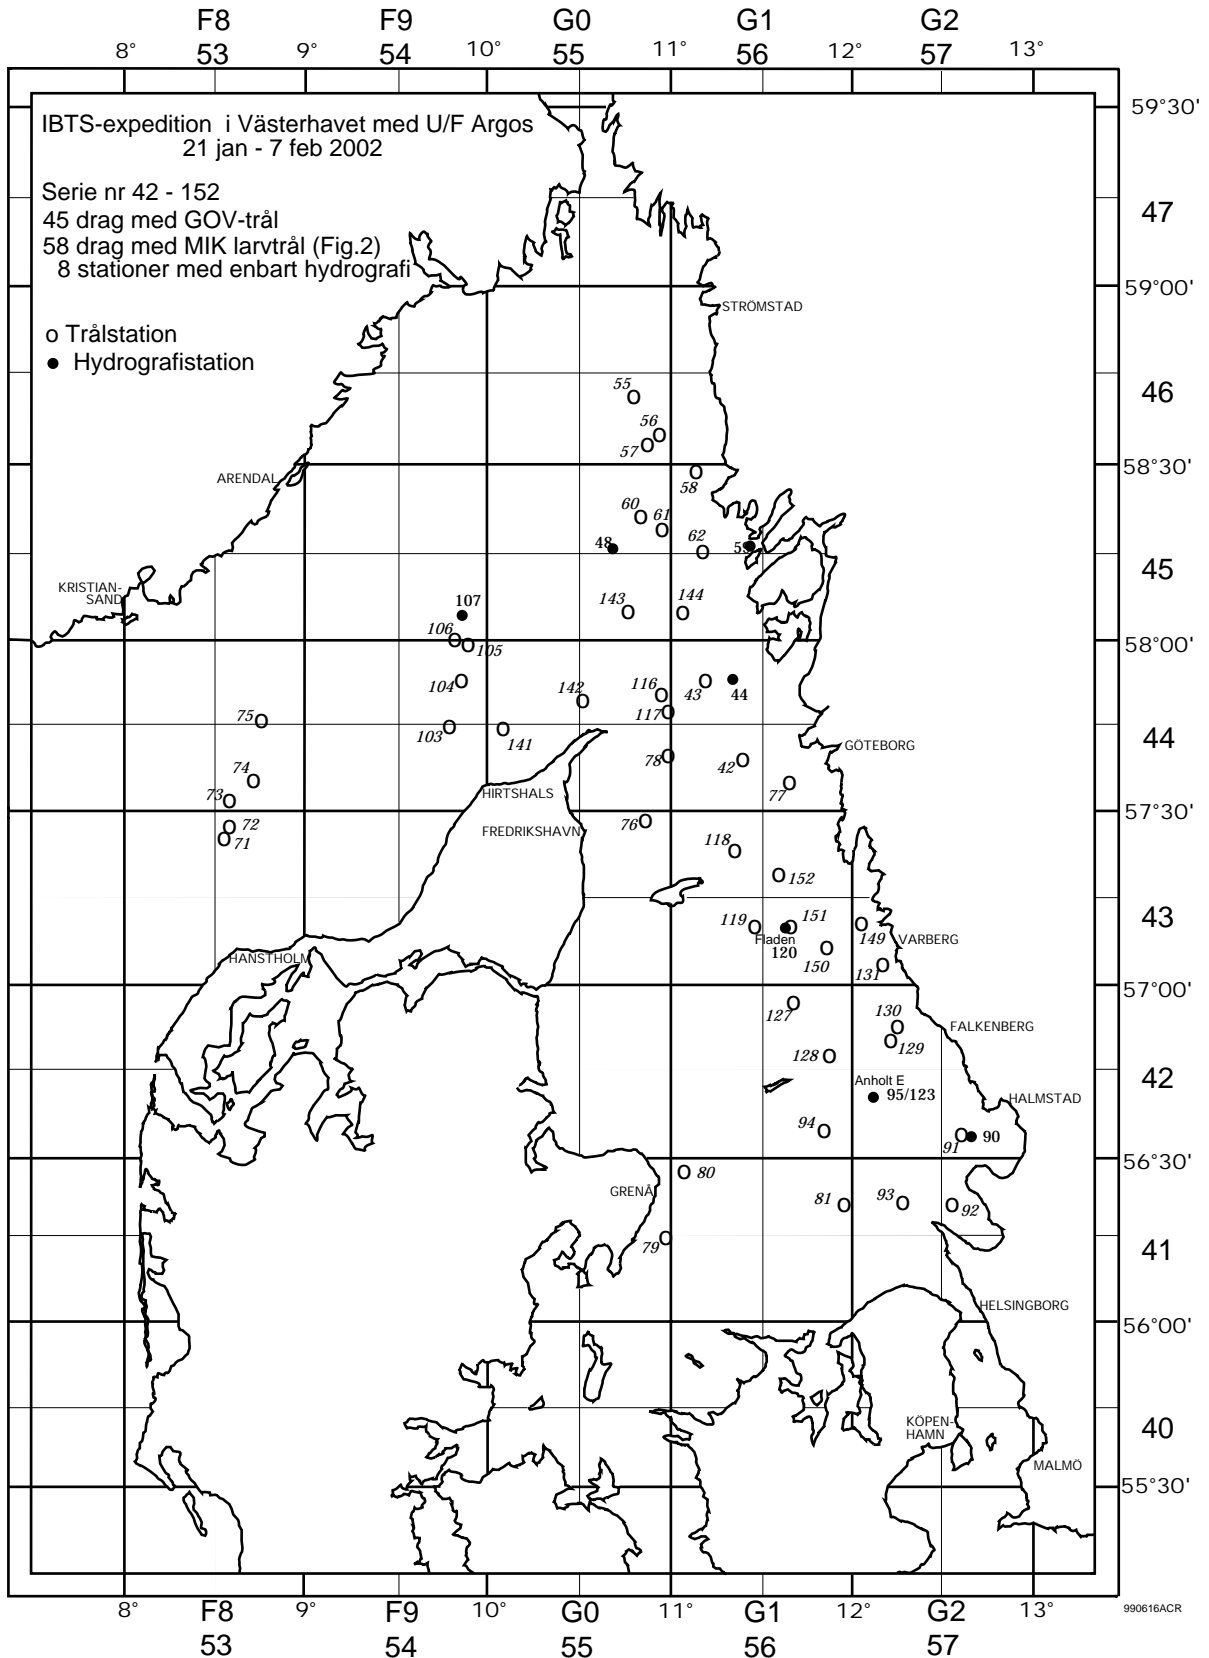 F8 F9 G0 G1 G2
8° 53 9° 54 10° 55 11° 56 12° 57 13°
59°30'
IBTS-expedition i Västerhavet med U/F Argos
21 jan - 7 feb 2002
Serie nr 42 - 152
45 drag med GOV-trål
58 drag med MIK larvtrål (Fig.2)
8 stationer med enbart hydrografi
47
59°00'
STRÖMSTAD
o Trålstation
● Hydrografistation
55
46
56
57
58°30'
ARENDAL
58
60
61
48
62
45
KRISTIAN-
SAND
107
143
144
106
105
58°00'
104
142
116
43
44
117
75
103
141
44
GÖTEBORG
78
42
74
77
73
HIRTSHALS
57°30'
72
FREDRIKSHAVN
76
71
118
152
43
119
151
Fladen
120
149
VARBERG
150
131
HANSTHOLM
57°00'
127
130
FALKENBERG
128
129
42
Anholt E
95/123
HALMSTAD
94
91
90
56°30'
80
GRENÅ
81
93
92
79
41
HELSINGBORG
56°00'
KÖPEN-
HAMN
40
MALMÖ
55°30'
8° F8 9° F9 10° G0 11° G1 12° G2 13°
53 54 55 56 57
990616ACR